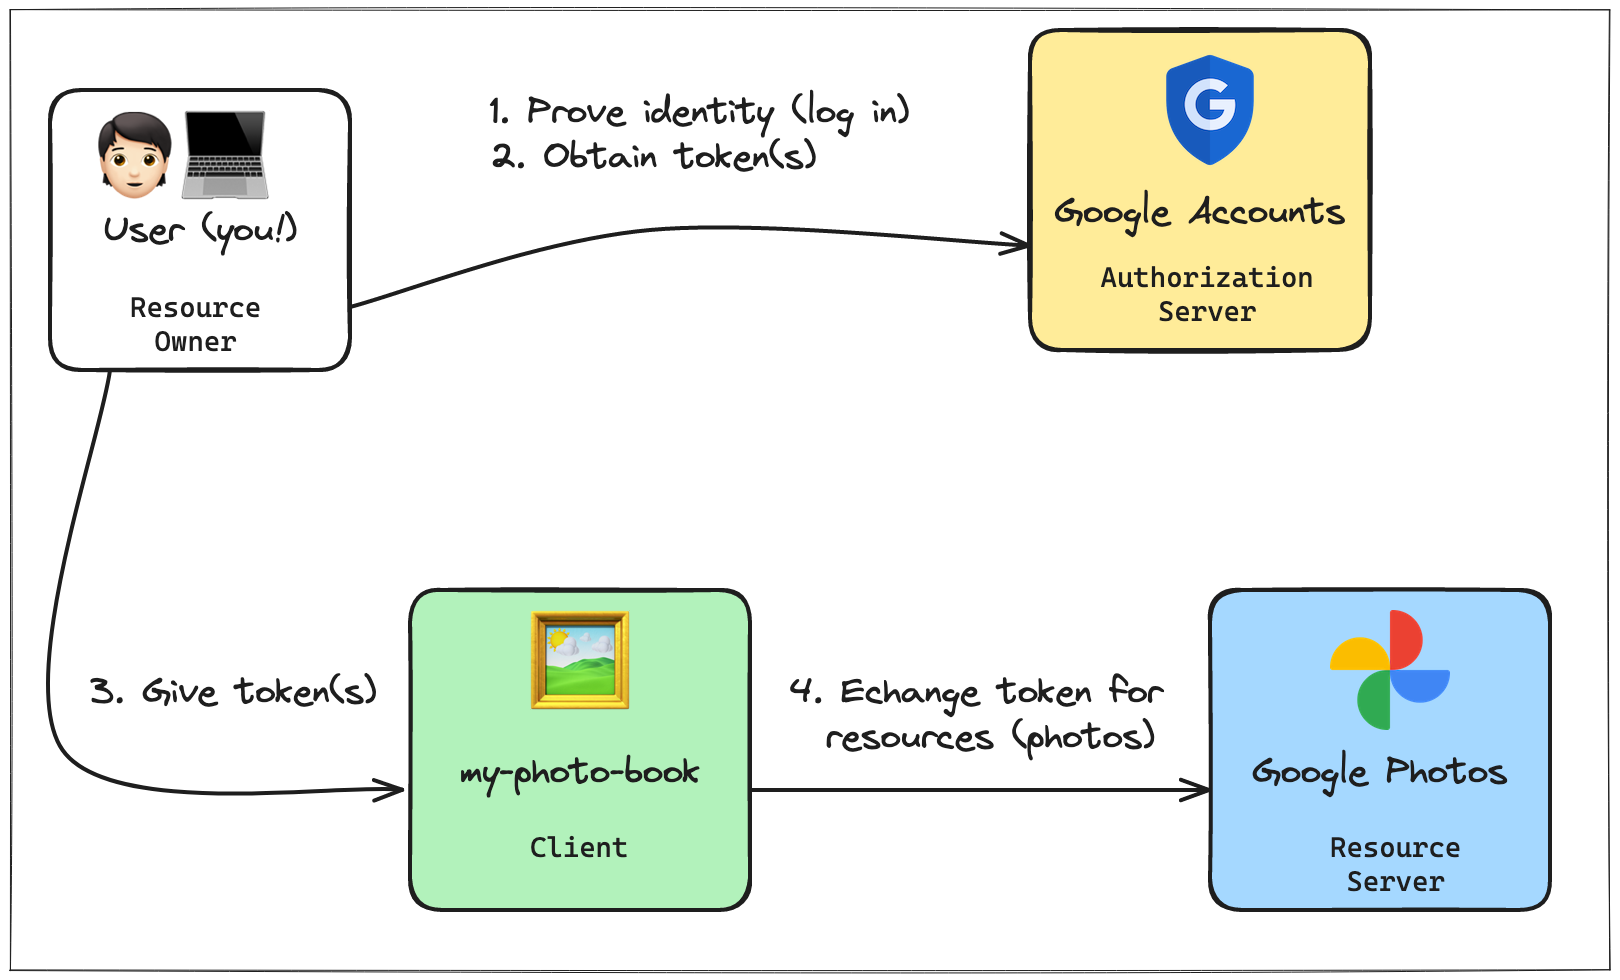 1. Prove identity (log in)
2. Obtain token(s)
Google Accounts
Authorization
Server
User (you!)
Resource
Owner
3. Give token(s)
my-photo-book
Client
4. Echange token for
resources (photos)
Google Photos
Resource
Server